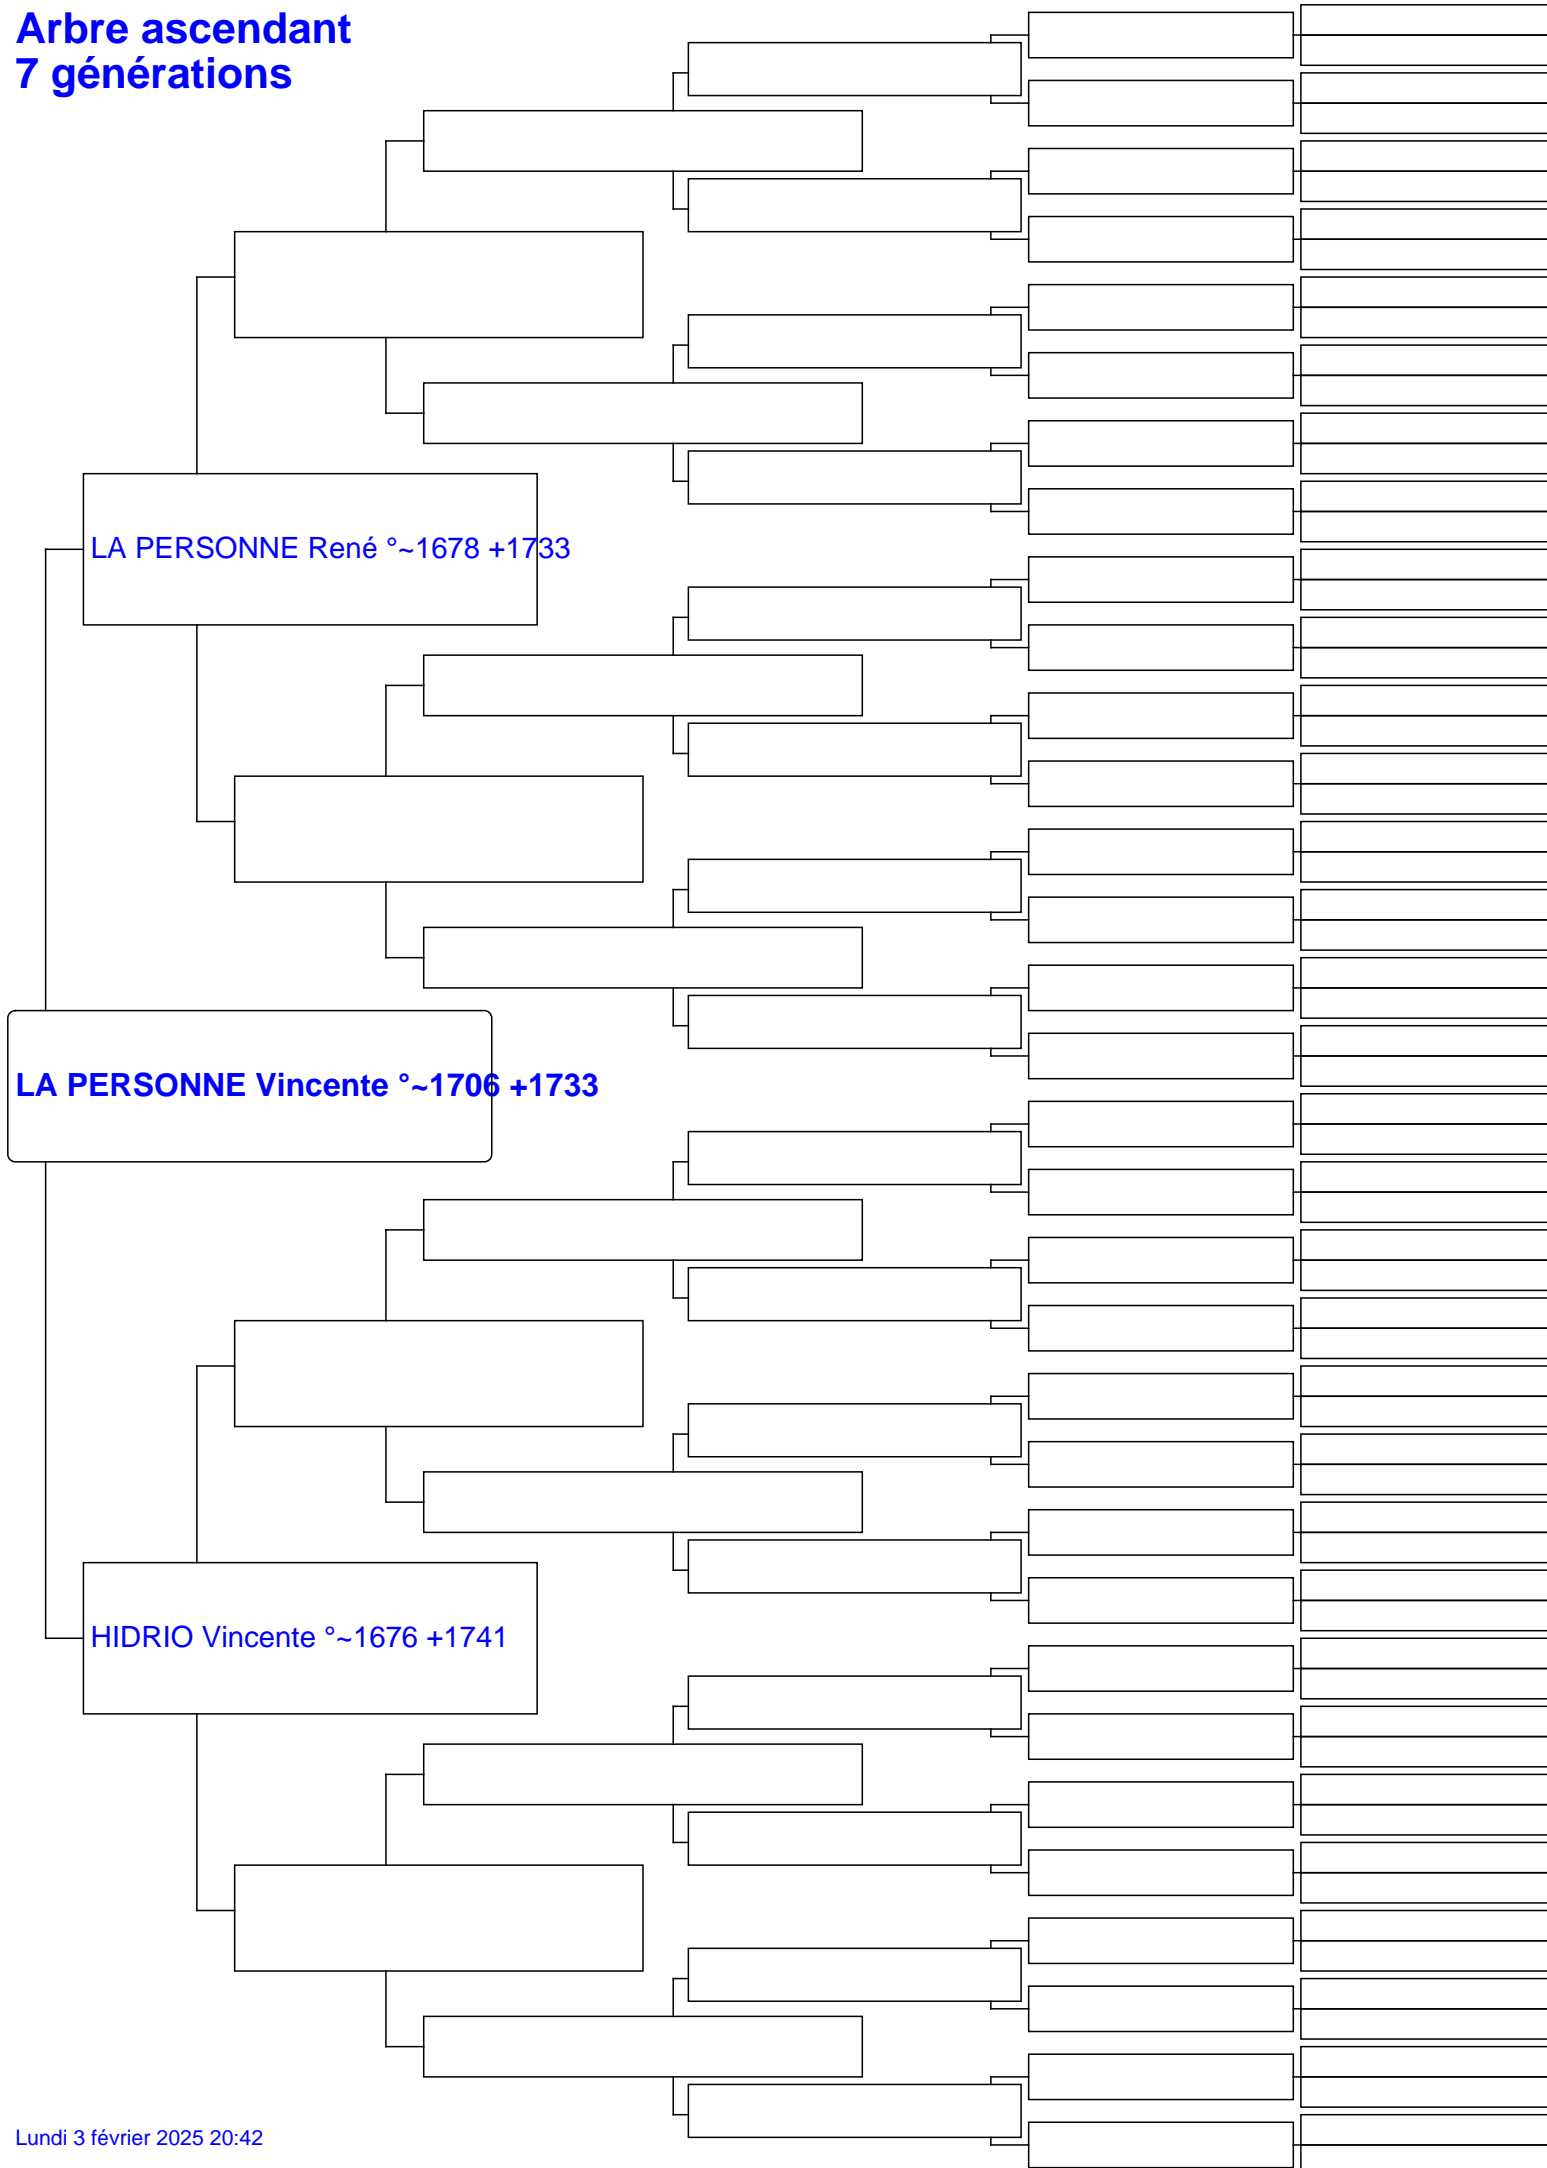 Arbre ascendant
7 générations
LA PERSONNE René °~1678 +1733
LA PERSONNE Vincente °~1706 +1733
HIDRIO Vincente °~1676 +1741
Lundi 3 février 2025 20:42